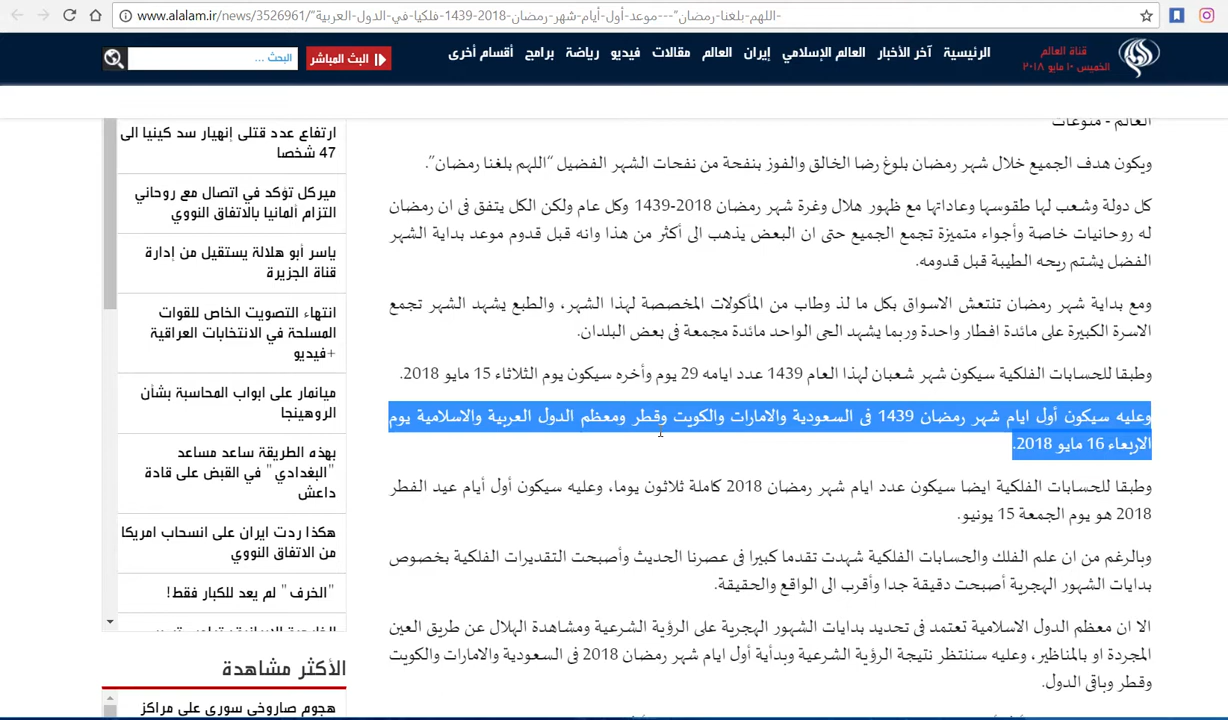 www.alalam.ir/news/3526961/اللهم-بلغنا-رمضان"---موعد-أول-أيام-شهر-رمضان-2018-1439-فلكيا-في-الدول-العربية"-
قناة العالم
الخميس ١٠ مايو ٢٠١٨
الرئيسية آخر الأخبار العالم الإسلامي إيران العالم مقالات فيديو رياضة برامج أقسام أخرى
البث المباشر
البحث ...
العالم - منوعات
ويكون هدف الجميع خلال شهر رمضان بلوغ رضا الخالق والفوز بنفحة من نفحات الشهر الفضيل “اللهم بلغنا رمضان”.
كل دولة وشعب لها طقوسها وعاداتها مع ظهور هلال وغرة شهر رمضان 2018-1439 وكل عام ولكن الكل يتفق فى ان رمضان
له روحانيات خاصة وأجواء متميزة تجمع الجميع حتى ان البعض يذهب الى أكثر من هذا وانه قبل قدوم موعد بداية الشهر
الفضل يشتم ريحه الطيبة قبل قدومه.
ومع بداية شهر رمضان تنتعش الاسواق بكل ما لذ وطاب من المأكولات المخصصة لهذا الشهر، والطبع يشهد الشهر تجمع
الاسرة الكبيرة على مائدة افطار واحدة وربما يشهد الحى الواحد مائدة مجمعة فى بعض البلدان.
وطبقا للحسابات الفلكية سيكون شهر شعبان لهذا العام 1439 عدد ايامه 29 يوم وأخره سيكون يوم الثلاثاء 15 مايو 2018.
وعليه سيكون أول ايام شهر رمضان 1439 فى السعودية والامارات والكويت وقطر ومعظم الدول العربية والاسلامية يوم
الاربعاء 16 مايو 2018.
وطبقا للحسابات الفلكية ايضا سيكون عدد ايام شهر رمضان 2018 كاملة ثلاثون يوما، وعليه سيكون أول أيام عيد الفطر
2018 هو يوم الجمعة 15 يونيو.
وبالرغم من ان علم الفلك والحسابات الفلكية شهدت تقدما كبيرا فى عصرنا الحديث وأصبحت التقديرات الفلكية بخصوص
بدايات الشهور الهجرية أصبحت دقيقة جدا وأقرب الى الواقع والحقيقة.
الا ان معظم الدول الاسلامية تعتمد فى تحديد بدايات الشهور الهجرية على الرؤية الشرعية ومشاهدة الهلال عن طريق العين
المجردة او بالمناظير، وعليه سننتظر نتيجة الرؤية الشرعية وبدأية أول ايام شهر رمضان 2018 فى السعودية والامارات والكويت
وقطر وباقى الدول.
ارتفاع عدد قتلى إنهيار سد كينيا الى
47 شخصا
ميركل تؤكد في اتصال مع روحاني
التزام ألمانيا بالاتفاق النووي
ياسر أبو هلالة يستقيل من إدارة
قناة الجزيرة
انتهاء التصويت الخاص للقوات
المسلحة في الانتخابات العراقية
+فيديو
ميانمار على ابواب المحاسبة بشأن
الروهينجا
بهذه الطريقة ساعد مساعد
"البغدادي" في القبض على قادة
داعش
هكذا ردت ايران على انسحاب امريكا
من الاتفاق النووي
"الخرف" لم يعد للكبار فقط!
الأكثر مشاهدة
هجوم صاروخي سوري على مراكز